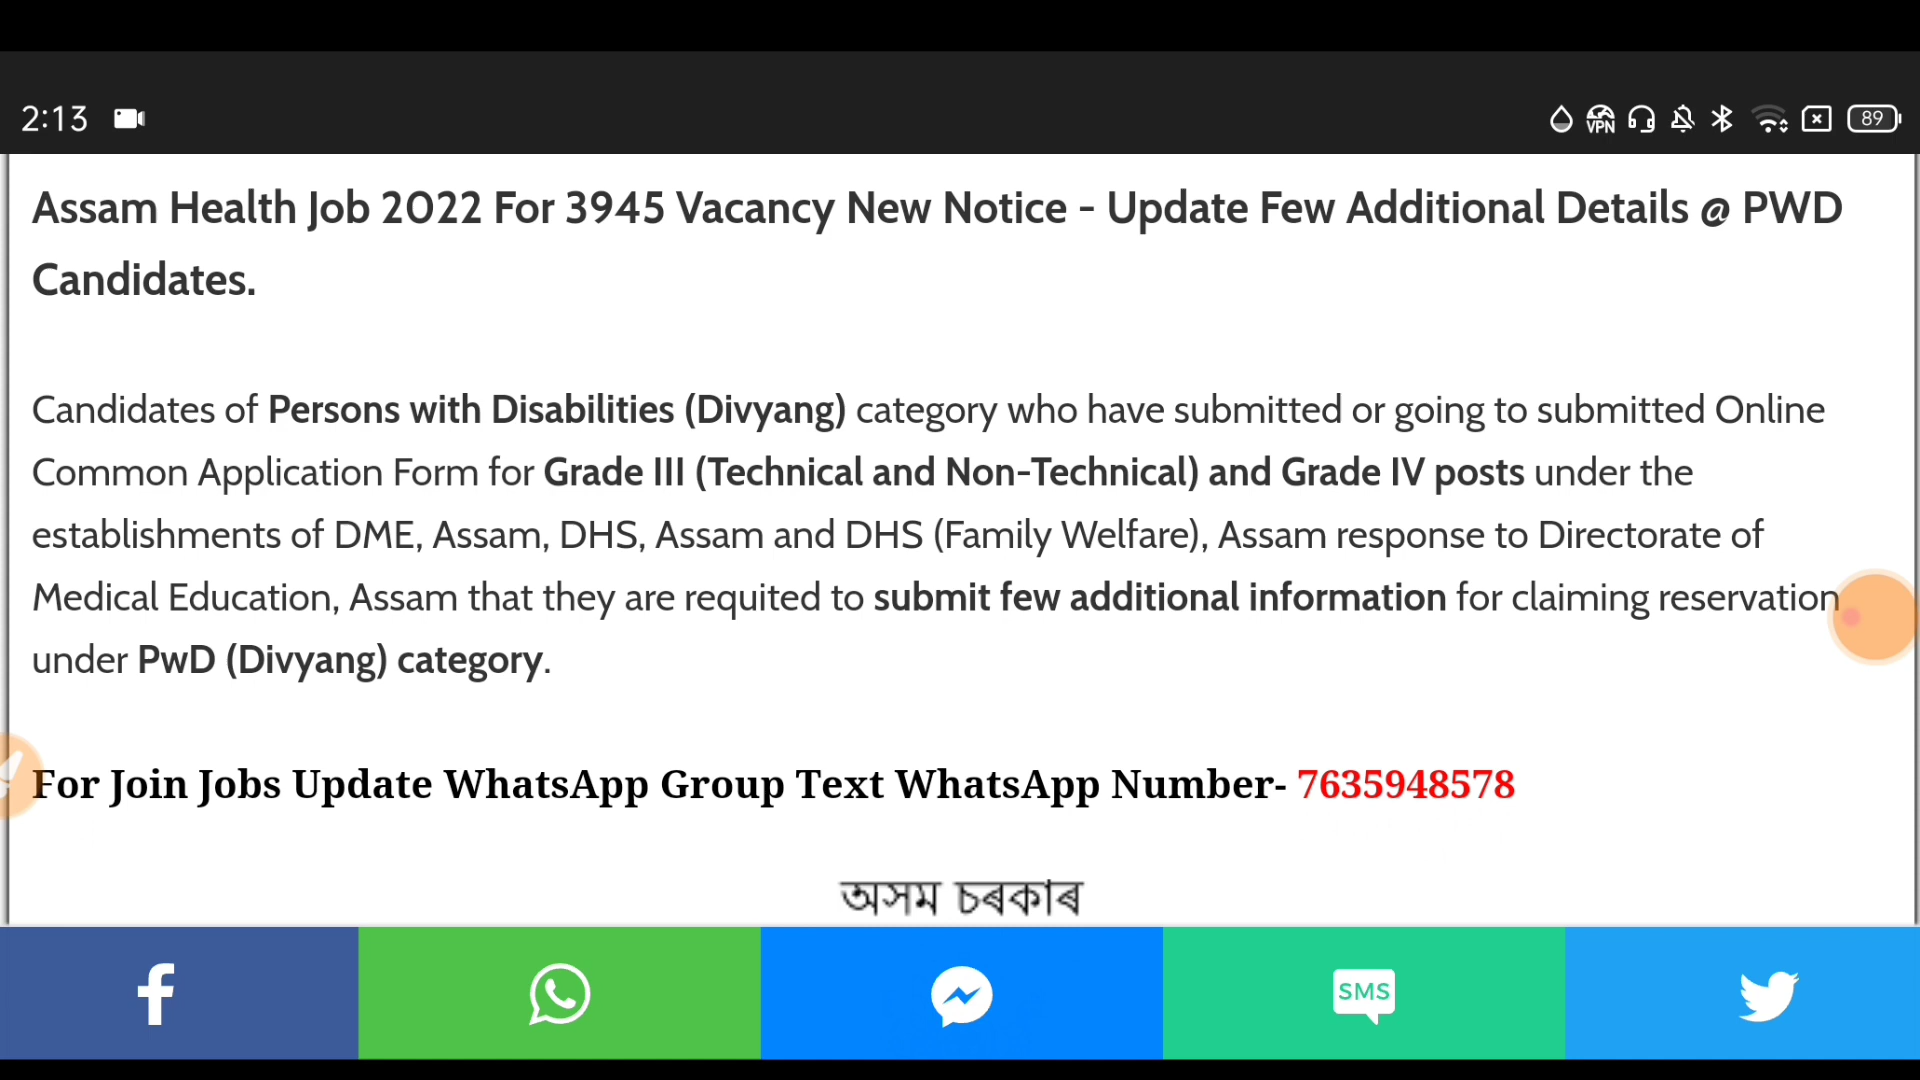 2:13
VPN
89
Assam Health Job 2022 For 3945 Vacancy New Notice - Update Few Additional Details @ PWD
Candidates.
Candidates of Persons with Disabilities (Divyang) category who have submitted or going to submitted Online
Common Application Form for Grade III (Technical and Non-Technical) and Grade IV posts under the
establishments of DME, Assam, DHS, Assam and DHS (Family Welfare), Assam response to Directorate of
Medical Education, Assam that they are requited to submit few additional information for claiming reservation
under PwD (Divyang) category.
For Join Jobs Update WhatsApp Group Text WhatsApp Number- 7635948578
অসম চৰকাৰ
SMS